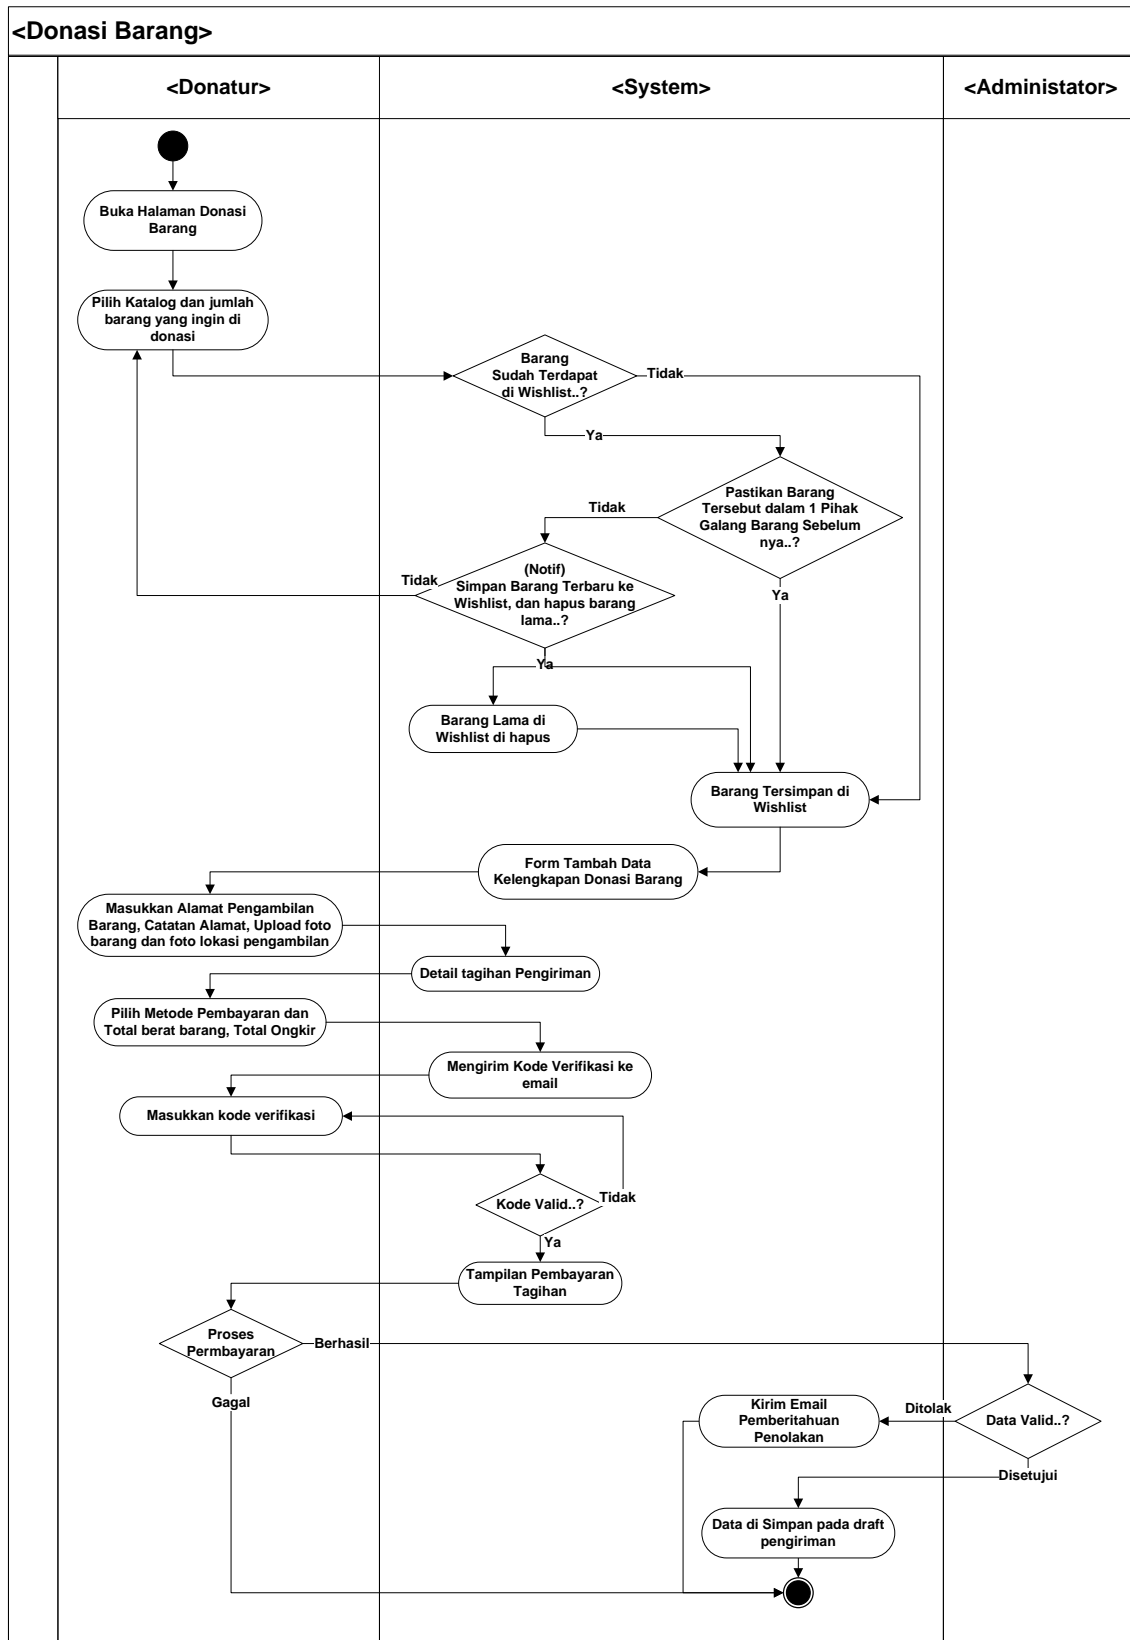 <Donasi Barang>
<Donatur>
<System>
<Administator>
Buka Halaman Donasi
Barang
Pilih Katalog dan jumlah
barang yang ingin di
donasi
Barang
Sudah Terdapat
di Wishlist..?
Tidak
Ya
Pastikan Barang
Tersebut dalam 1 Pihak
Galang Barang Sebelum
nya..?
Tidak
Ya
(Notif)
Simpan Barang Terbaru ke
Wishlist, dan hapus barang
lama..?
Tidak
Ya
Barang Lama di
Wishlist di hapus
Barang Tersimpan di
Wishlist
Form Tambah Data
Kelengkapan Donasi Barang
Masukkan Alamat Pengambilan
Barang, Catatan Alamat, Upload foto
barang dan foto lokasi pengambilan
Detail tagihan Pengiriman
Pilih Metode Pembayaran dan
Total berat barang, Total Ongkir
Mengirim Kode Verifikasi ke
email
Masukkan kode verifikasi
Kode Valid..?
Tidak
Ya
Tampilan Pembayaran
Tagihan
Proses
Permbayaran
Berhasil
Gagal
Kirim Email
Pemberitahuan
Penolakan
Ditolak
Data Valid..?
Disetujui
Data di Simpan pada draft
pengiriman